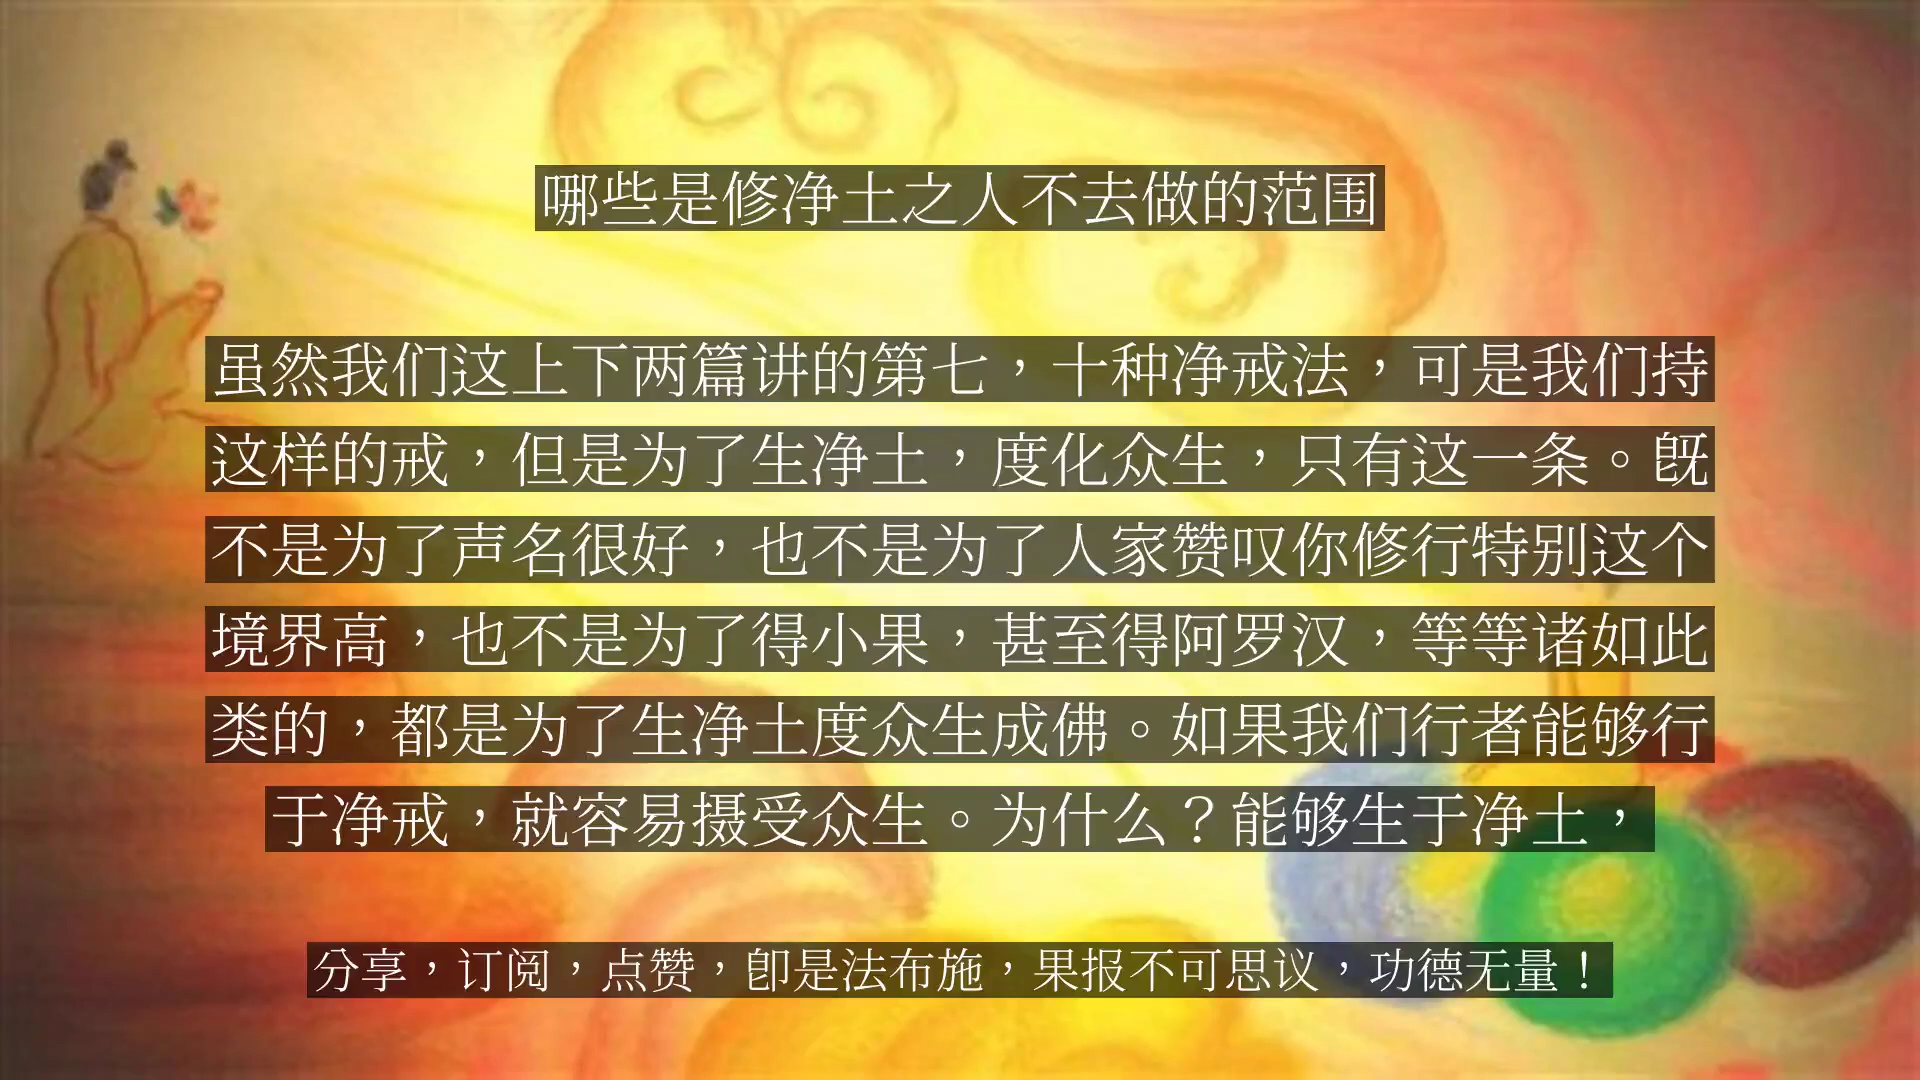 哪些是修净土之人不去做的范围
虽然我们这上下两篇讲的第七，十种净戒法，可是我们持
这样的戒，但是为了生净土，度化众生，只有这一条。既
不是为了声名很好，也不是为了人家赞叹你修行特别这个
境界高，也不是为了得小果，甚至得阿罗汉，等等诸如此
类的，都是为了生净土度众生成佛。如果我们行者能够行
于净戒，就容易摄受众生。为什么？能够生于净土，
分享，订阅，点赞，即是法布施，果报不可思议，功德无量！